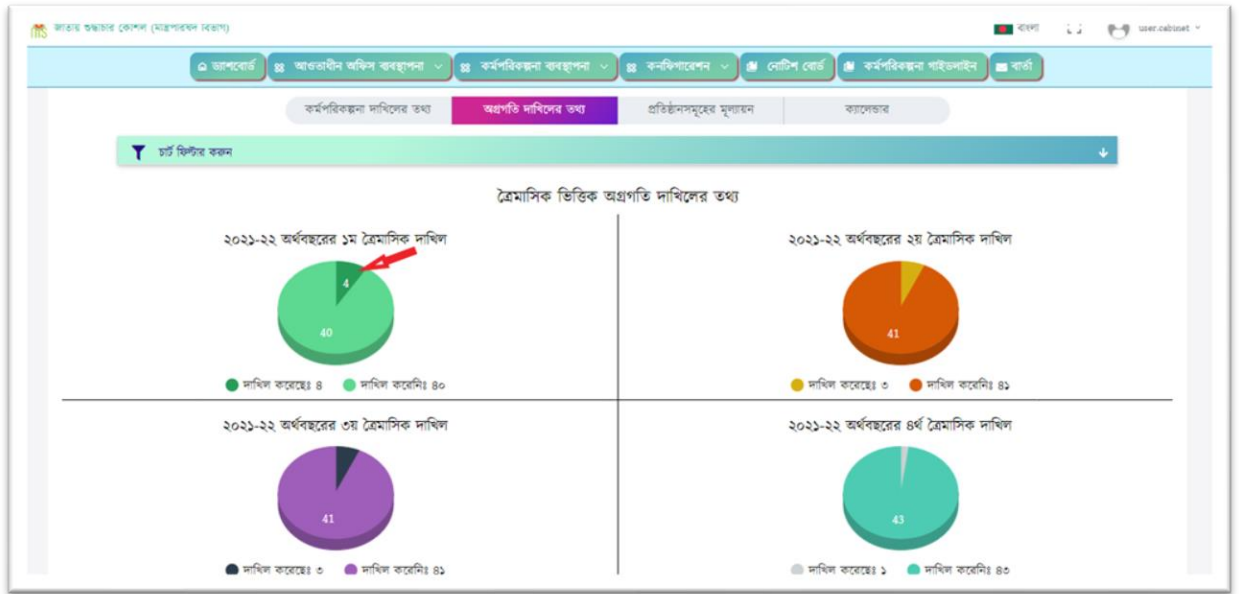 জাতীয় শুদ্ধাচার কৌশল (মন্ত্রিপরিষদ বিভাগ) বাংলা user.cabinet
ড্যাশবোর্ড আওতাধীন অফিস ব্যবস্থাপনা কর্মপরিকল্পনা ব্যবস্থাপনা কনফিগারেশন নোটিশ বোর্ড কর্মপরিকল্পনা গাইডলাইন বার্তা
কর্মপরিকল্পনা দাখিলের তথ্য অগ্রগতি দাখিলের তথ্য প্রতিষ্ঠানসমূহের মূল্যায়ন ক্যালেন্ডার
চার্ট ফিল্টার করুন
ত্রৈমাসিক ভিত্তিক অগ্রগতি দাখিলের তথ্য
২০২১-২২ অর্থবছরের ১ম ত্রৈমাসিক দাখিল
4
40
দাখিল করেছেঃ ৪ দাখিল করেনিঃ ৪০
২০২১-২২ অর্থবছরের ২য় ত্রৈমাসিক দাখিল
41
দাখিল করেছেঃ ৩ দাখিল করেনিঃ ৪১
২০২১-২২ অর্থবছরের ৩য় ত্রৈমাসিক দাখিল
41
দাখিল করেছেঃ ৩ দাখিল করেনিঃ ৪১
২০২১-২২ অর্থবছরের ৪র্থ ত্রৈমাসিক দাখিল
43
দাখিল করেছেঃ ১ দাখিল করেনিঃ ৪৩